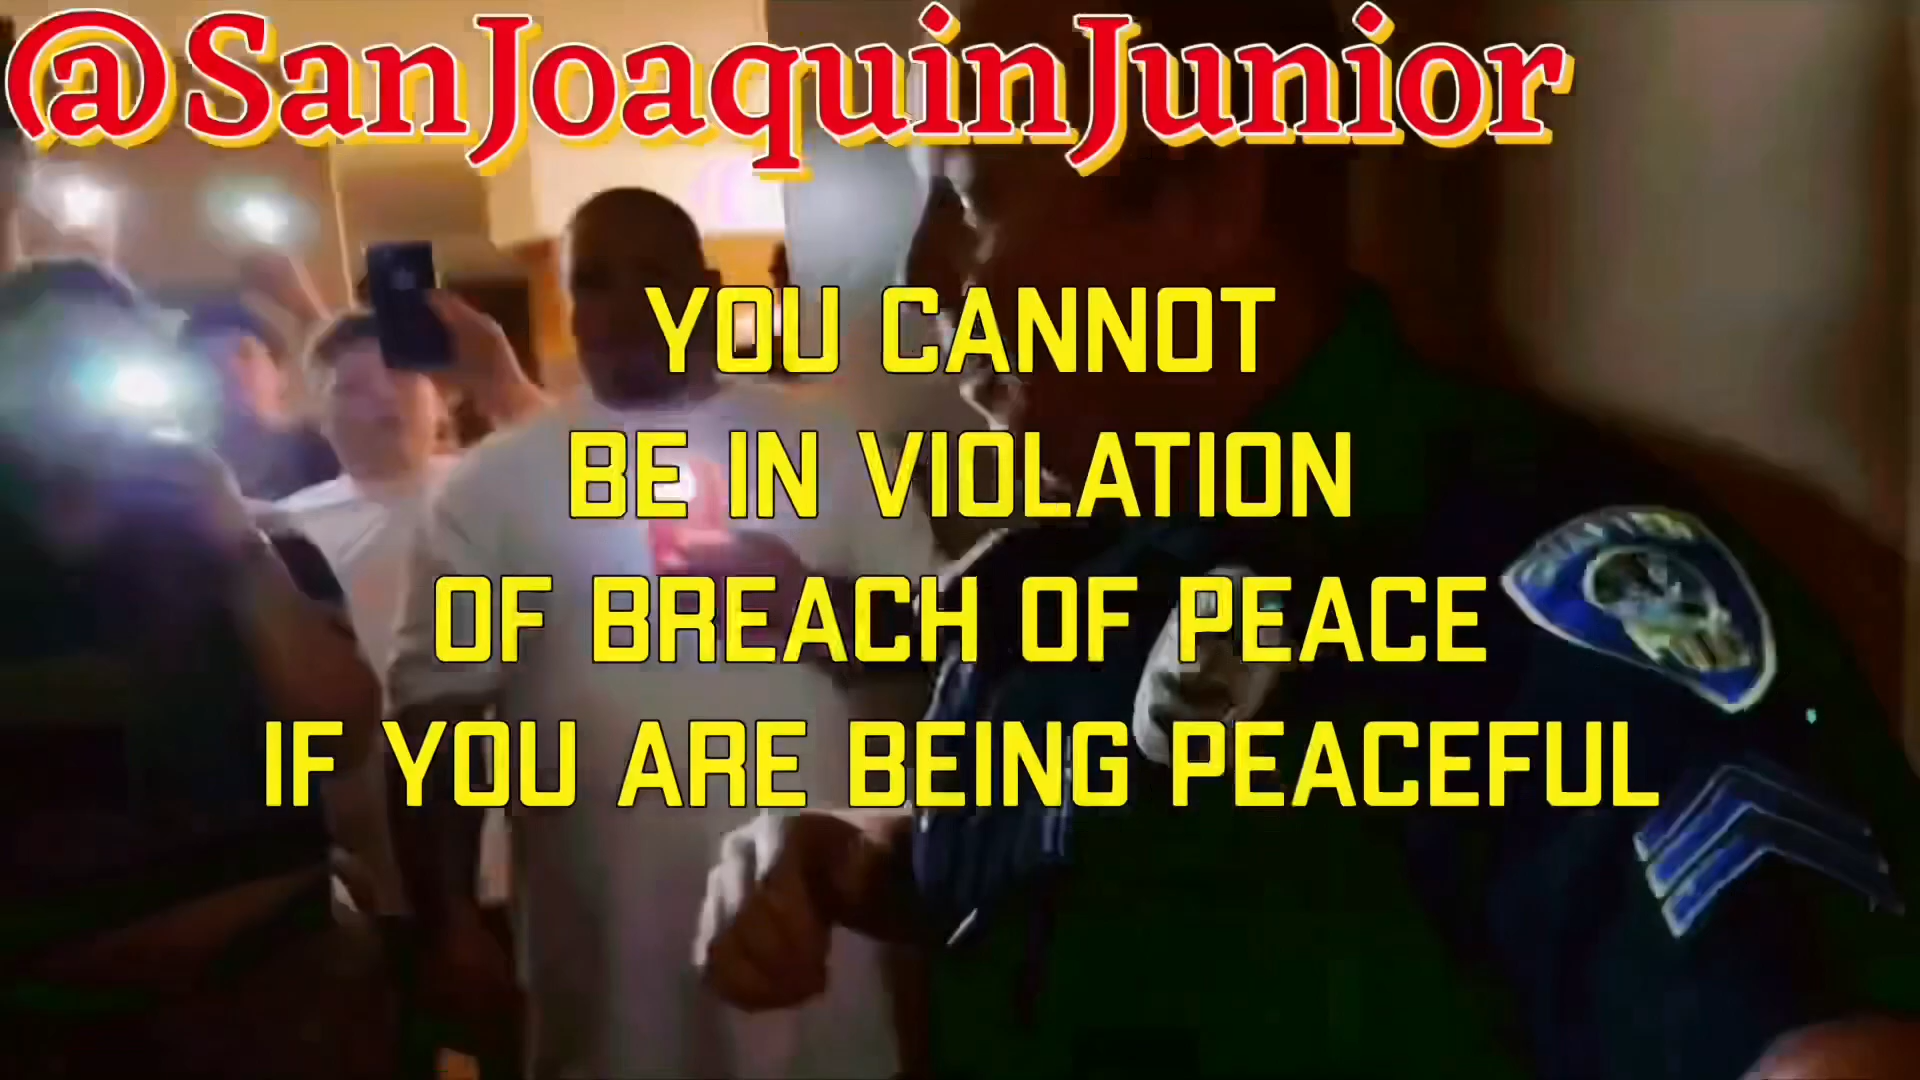 @SanJoaquinJunior
YOU CANNOT
BE IN VIOLATION
OF BREACH OF PEACE
IF YOU ARE BEING PEACEFUL